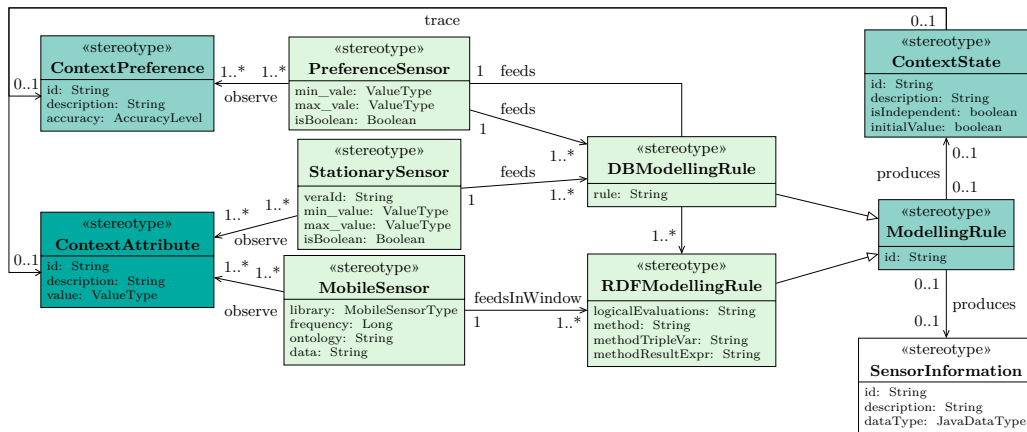 trace
0..1
0..1
0..1
«stereotype»
ContextPreference
id: String
description: String
accuracy: AccuracyLevel
1..*
1..*
observe
«stereotype»
PreferenceSensor
min_vale: ValueType
max_vale: ValueType
isBoolean: Boolean
1
feeds
feeds
1
1..*
«stereotype»
ContextState
id: String
description: String
isIndependent: boolean
initialValue: boolean
0..1
produces
0..1
«stereotype»
StationarySensor
veraId: String
min_value: ValueType
max_value: ValueType
isBoolean: Boolean
feeds
1
1..*
«stereotype»
DBModellingRule
rule: String
1..*
«stereotype»
ModellingRule
id: String
1..*
1..*
observe
«stereotype»
ContextAttribute
id: String
description: String
value: ValueType
1..*
1..*
observe
«stereotype»
MobileSensor
library: MobileSensorType
frequency: Long
ontology: String
data: String
feedsInWindow
1
1..*
«stereotype»
RDFModellingRule
logicalEvaluations: String
method: String
methodTripleVar: String
methodResultExpr: String
0..1
produces
0..1
«stereotype»
SensorInformation
id: String
description: String
dataType: JavaDataType